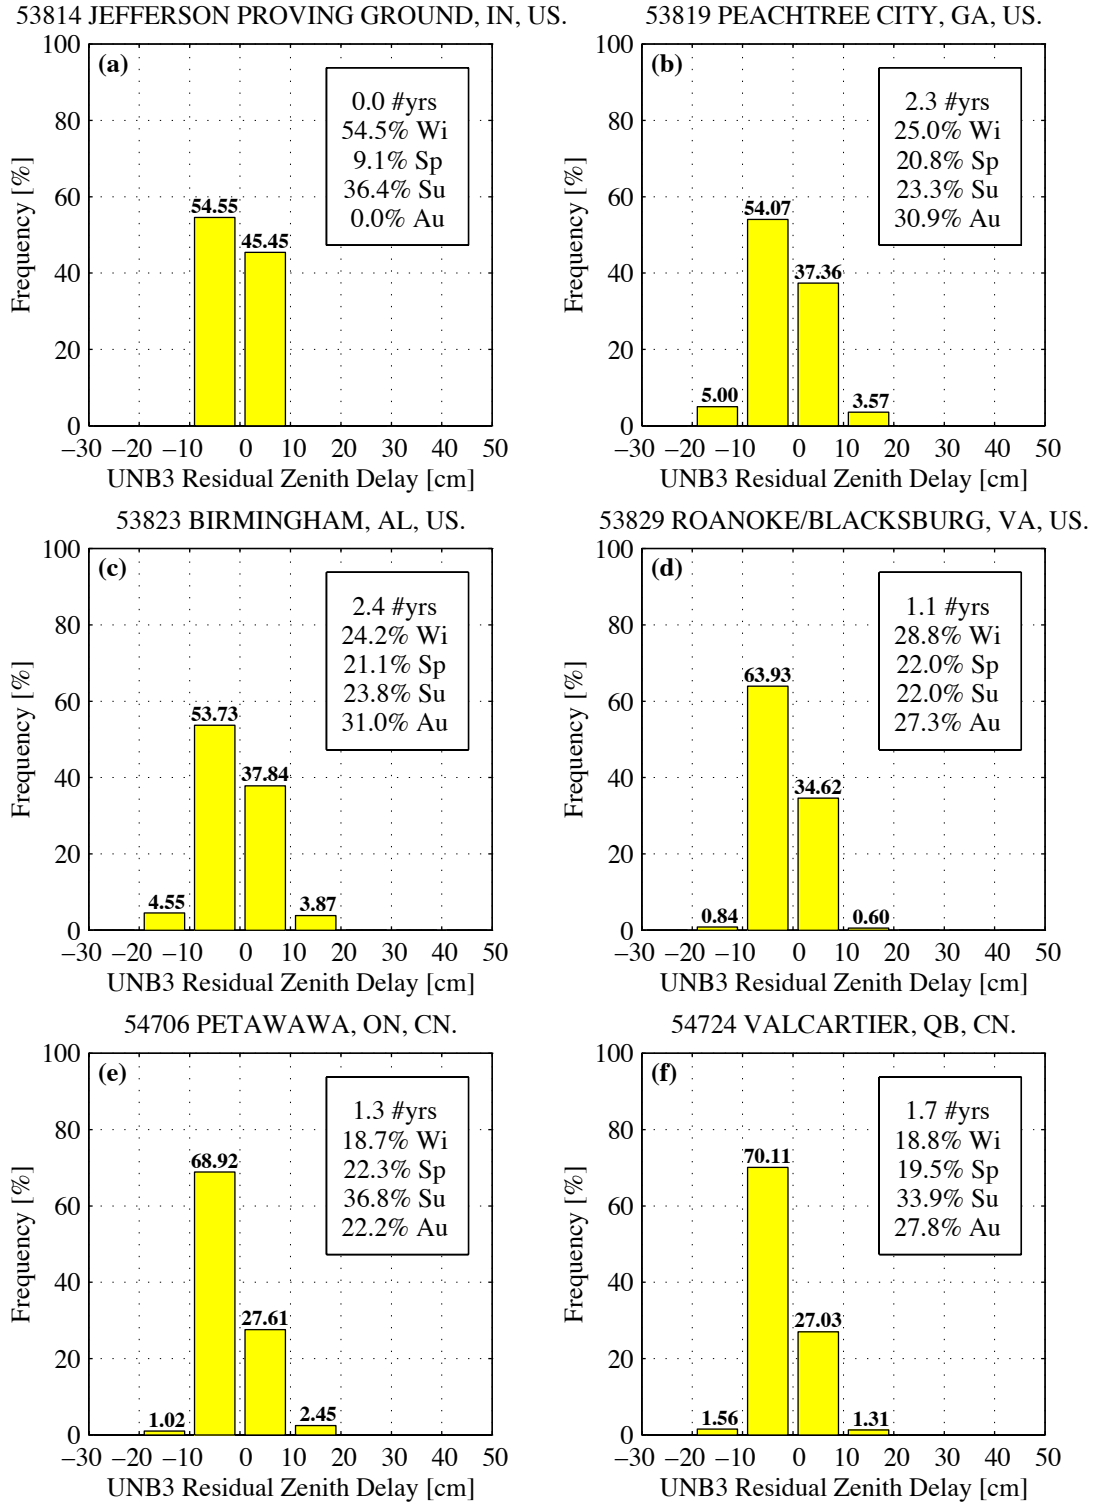 53814 JEFFERSON PROVING GROUND, IN, US.
(a)
0.0 #yrs
54.5% Wi
9.1% Sp
36.4% Su
0.0% Au
54.55
45.45
100
80
60
40
20
0
Frequency [%]
−30 −20 −10 0 10 20 30 40 50
UNB3 Residual Zenith Delay [cm]
53819 PEACHTREE CITY, GA, US.
(b)
2.3 #yrs
25.0% Wi
20.8% Sp
23.3% Su
30.9% Au
5.00
54.07
37.36
3.57
100
80
60
40
20
0
Frequency [%]
−30 −20 −10 0 10 20 30 40 50
UNB3 Residual Zenith Delay [cm]
53823 BIRMINGHAM, AL, US.
(c)
2.4 #yrs
24.2% Wi
21.1% Sp
23.8% Su
31.0% Au
4.55
53.73
37.84
3.87
100
80
60
40
20
0
Frequency [%]
−30 −20 −10 0 10 20 30 40 50
UNB3 Residual Zenith Delay [cm]
53829 ROANOKE/BLACKSBURG, VA, US.
(d)
1.1 #yrs
28.8% Wi
22.0% Sp
22.0% Su
27.3% Au
0.84
63.93
34.62
0.60
100
80
60
40
20
0
Frequency [%]
−30 −20 −10 0 10 20 30 40 50
UNB3 Residual Zenith Delay [cm]
54706 PETAWAWA, ON, CN.
(e)
1.3 #yrs
18.7% Wi
22.3% Sp
36.8% Su
22.2% Au
1.02
68.92
27.61
2.45
100
80
60
40
20
0
Frequency [%]
−30 −20 −10 0 10 20 30 40 50
UNB3 Residual Zenith Delay [cm]
54724 VALCARTIER, QB, CN.
(f)
1.7 #yrs
18.8% Wi
19.5% Sp
33.9% Su
27.8% Au
1.56
70.11
27.03
1.31
100
80
60
40
20
0
Frequency [%]
−30 −20 −10 0 10 20 30 40 50
UNB3 Residual Zenith Delay [cm]